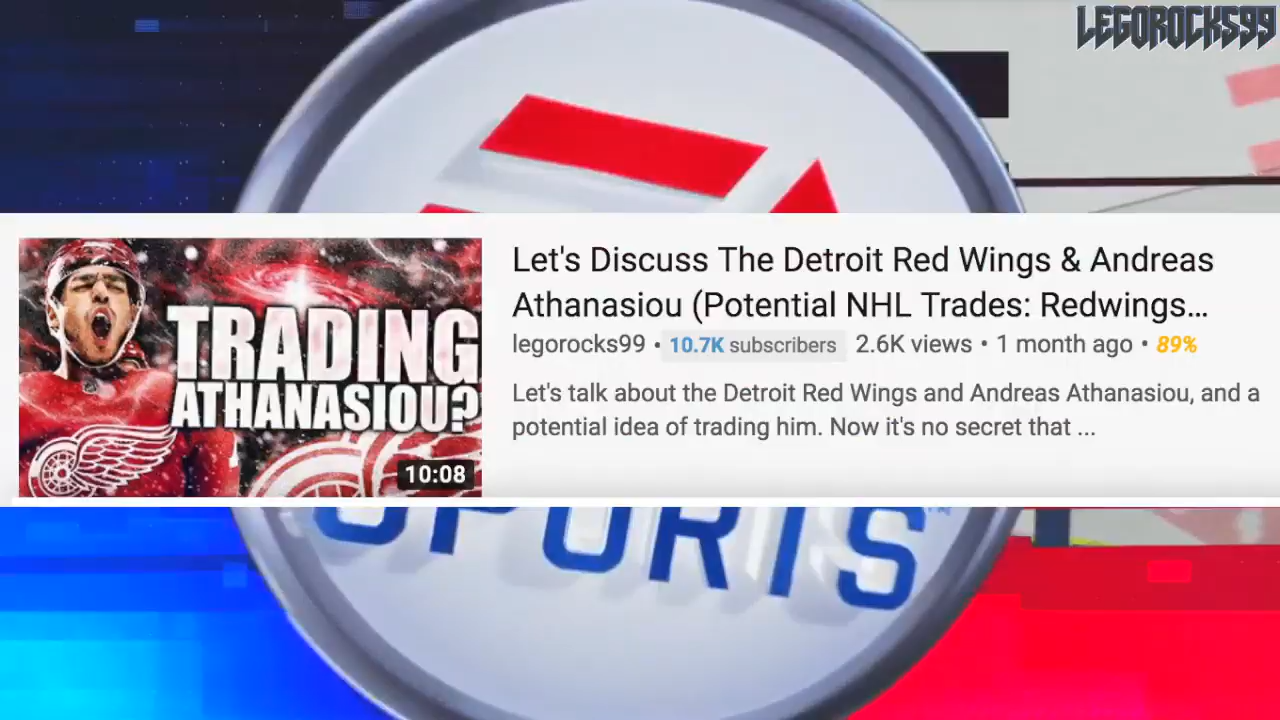 LEGOROCKS99
TRADING
ATHANASIOU?
10:08
Let's Discuss The Detroit Red Wings & Andreas
Athanasiou (Potential NHL Trades: Redwings...
legorocks99 • 10.7K subscribers 2.6K views • 1 month ago • 89%
Let's talk about the Detroit Red Wings and Andreas Athanasiou, and a
potential idea of trading him. Now it's no secret that ...
SPORTS™